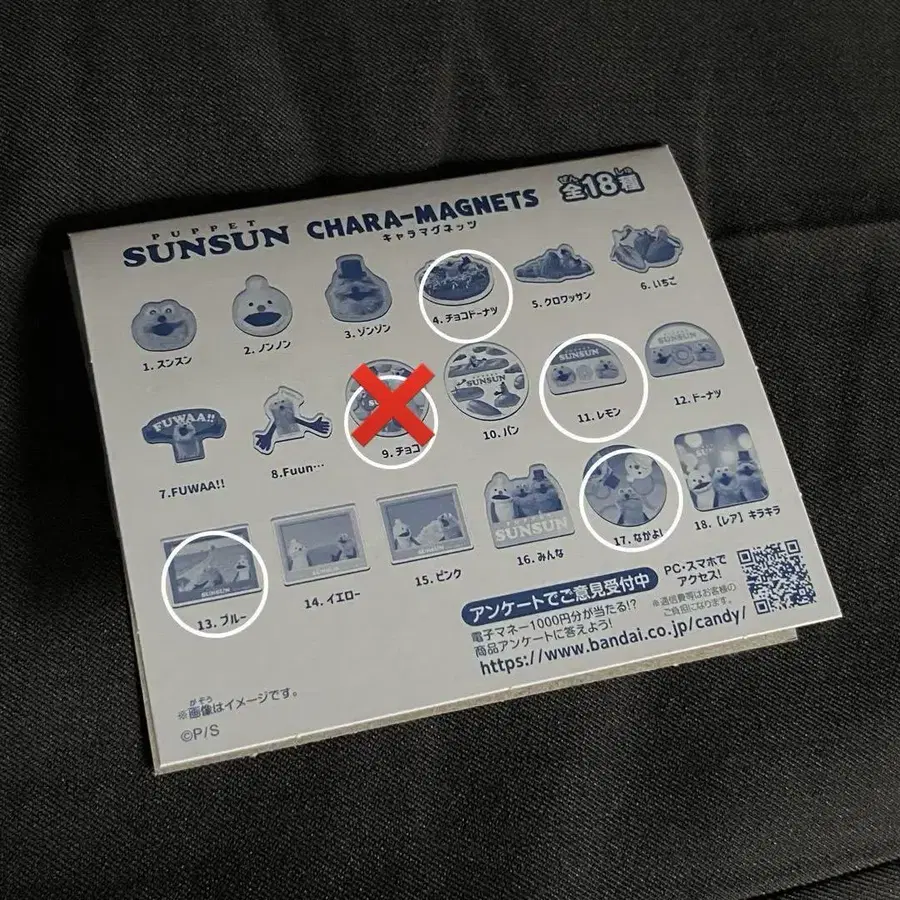 PUPPET
SUNSUN CHARA-MAGNETS 全18種
ぜん しゅ
キャラマグネッツ
1. スンスン
2. ノンノン
3. ゾンゾン
4. チョコドーナツ
5. クロワッサン
6. いちご
FUWAA!!
SUNSUN
SUNSUN
7.FUWAA!!
8.Fuun…
9. チョコ
10. パン
11. レモン
12. ドーナツ
SUNSUN
SUNSUN
SUNSUN
SUNSUN
13. ブルー
14. イエロー
15. ピンク
16. みんな
17. なかよし
18.【レア】キラキラ
アンケートでご意見受付中
電子マネー1000円分が当たる!?
商品アンケートに答えよう!
https://www.bandai.co.jp/candy/
PC・スマホで
アクセス!
※通信費等はお客様の
ご負担になります。
がぞう
※画像はイメージです。
©P/S